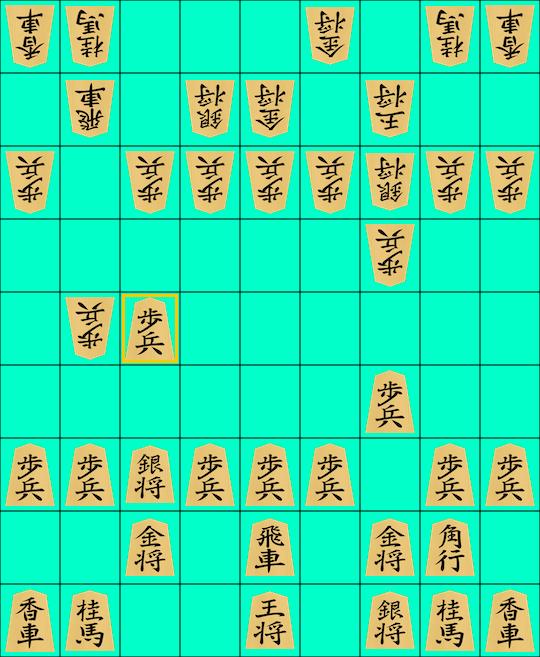 香車 桂馬 金将 桂馬 香車
飛車 銀将 金将 玉将
歩兵 歩兵 歩兵 歩兵 歩兵 銀将 歩兵 歩兵
歩兵
歩兵 歩兵
歩兵
歩兵 歩兵 銀将 歩兵 歩兵 歩兵 歩兵 歩兵
金将 飛車 金将 角行
香車 桂馬 王将 銀将 桂馬 香車